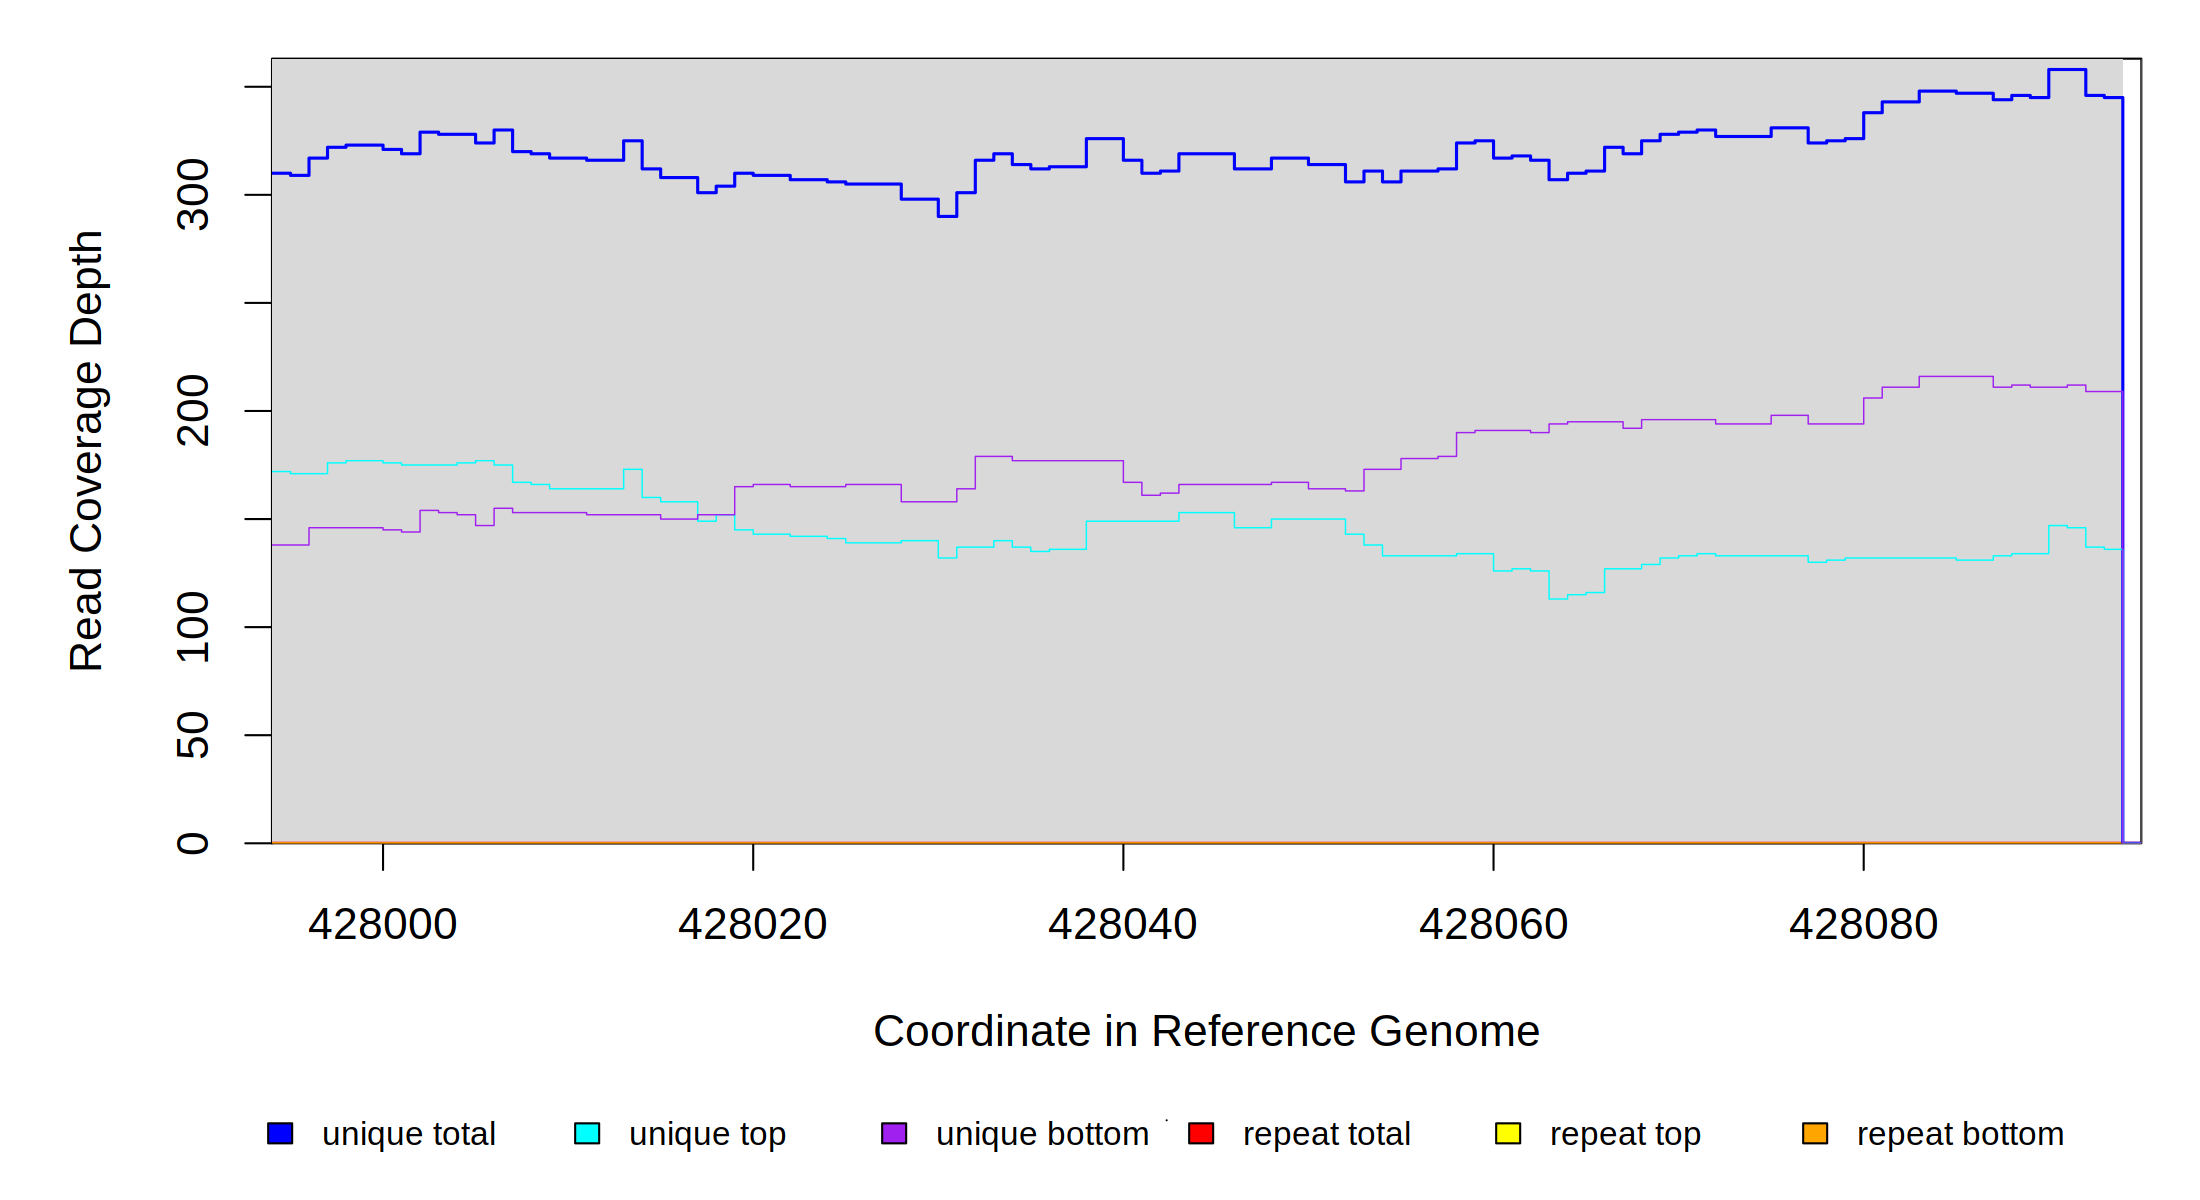 Read Coverage Depth
300
200
100
50
0
428000 428020 428040 428060 428080
Coordinate in Reference Genome
unique total unique top unique bottom repeat total repeat top repeat bottom